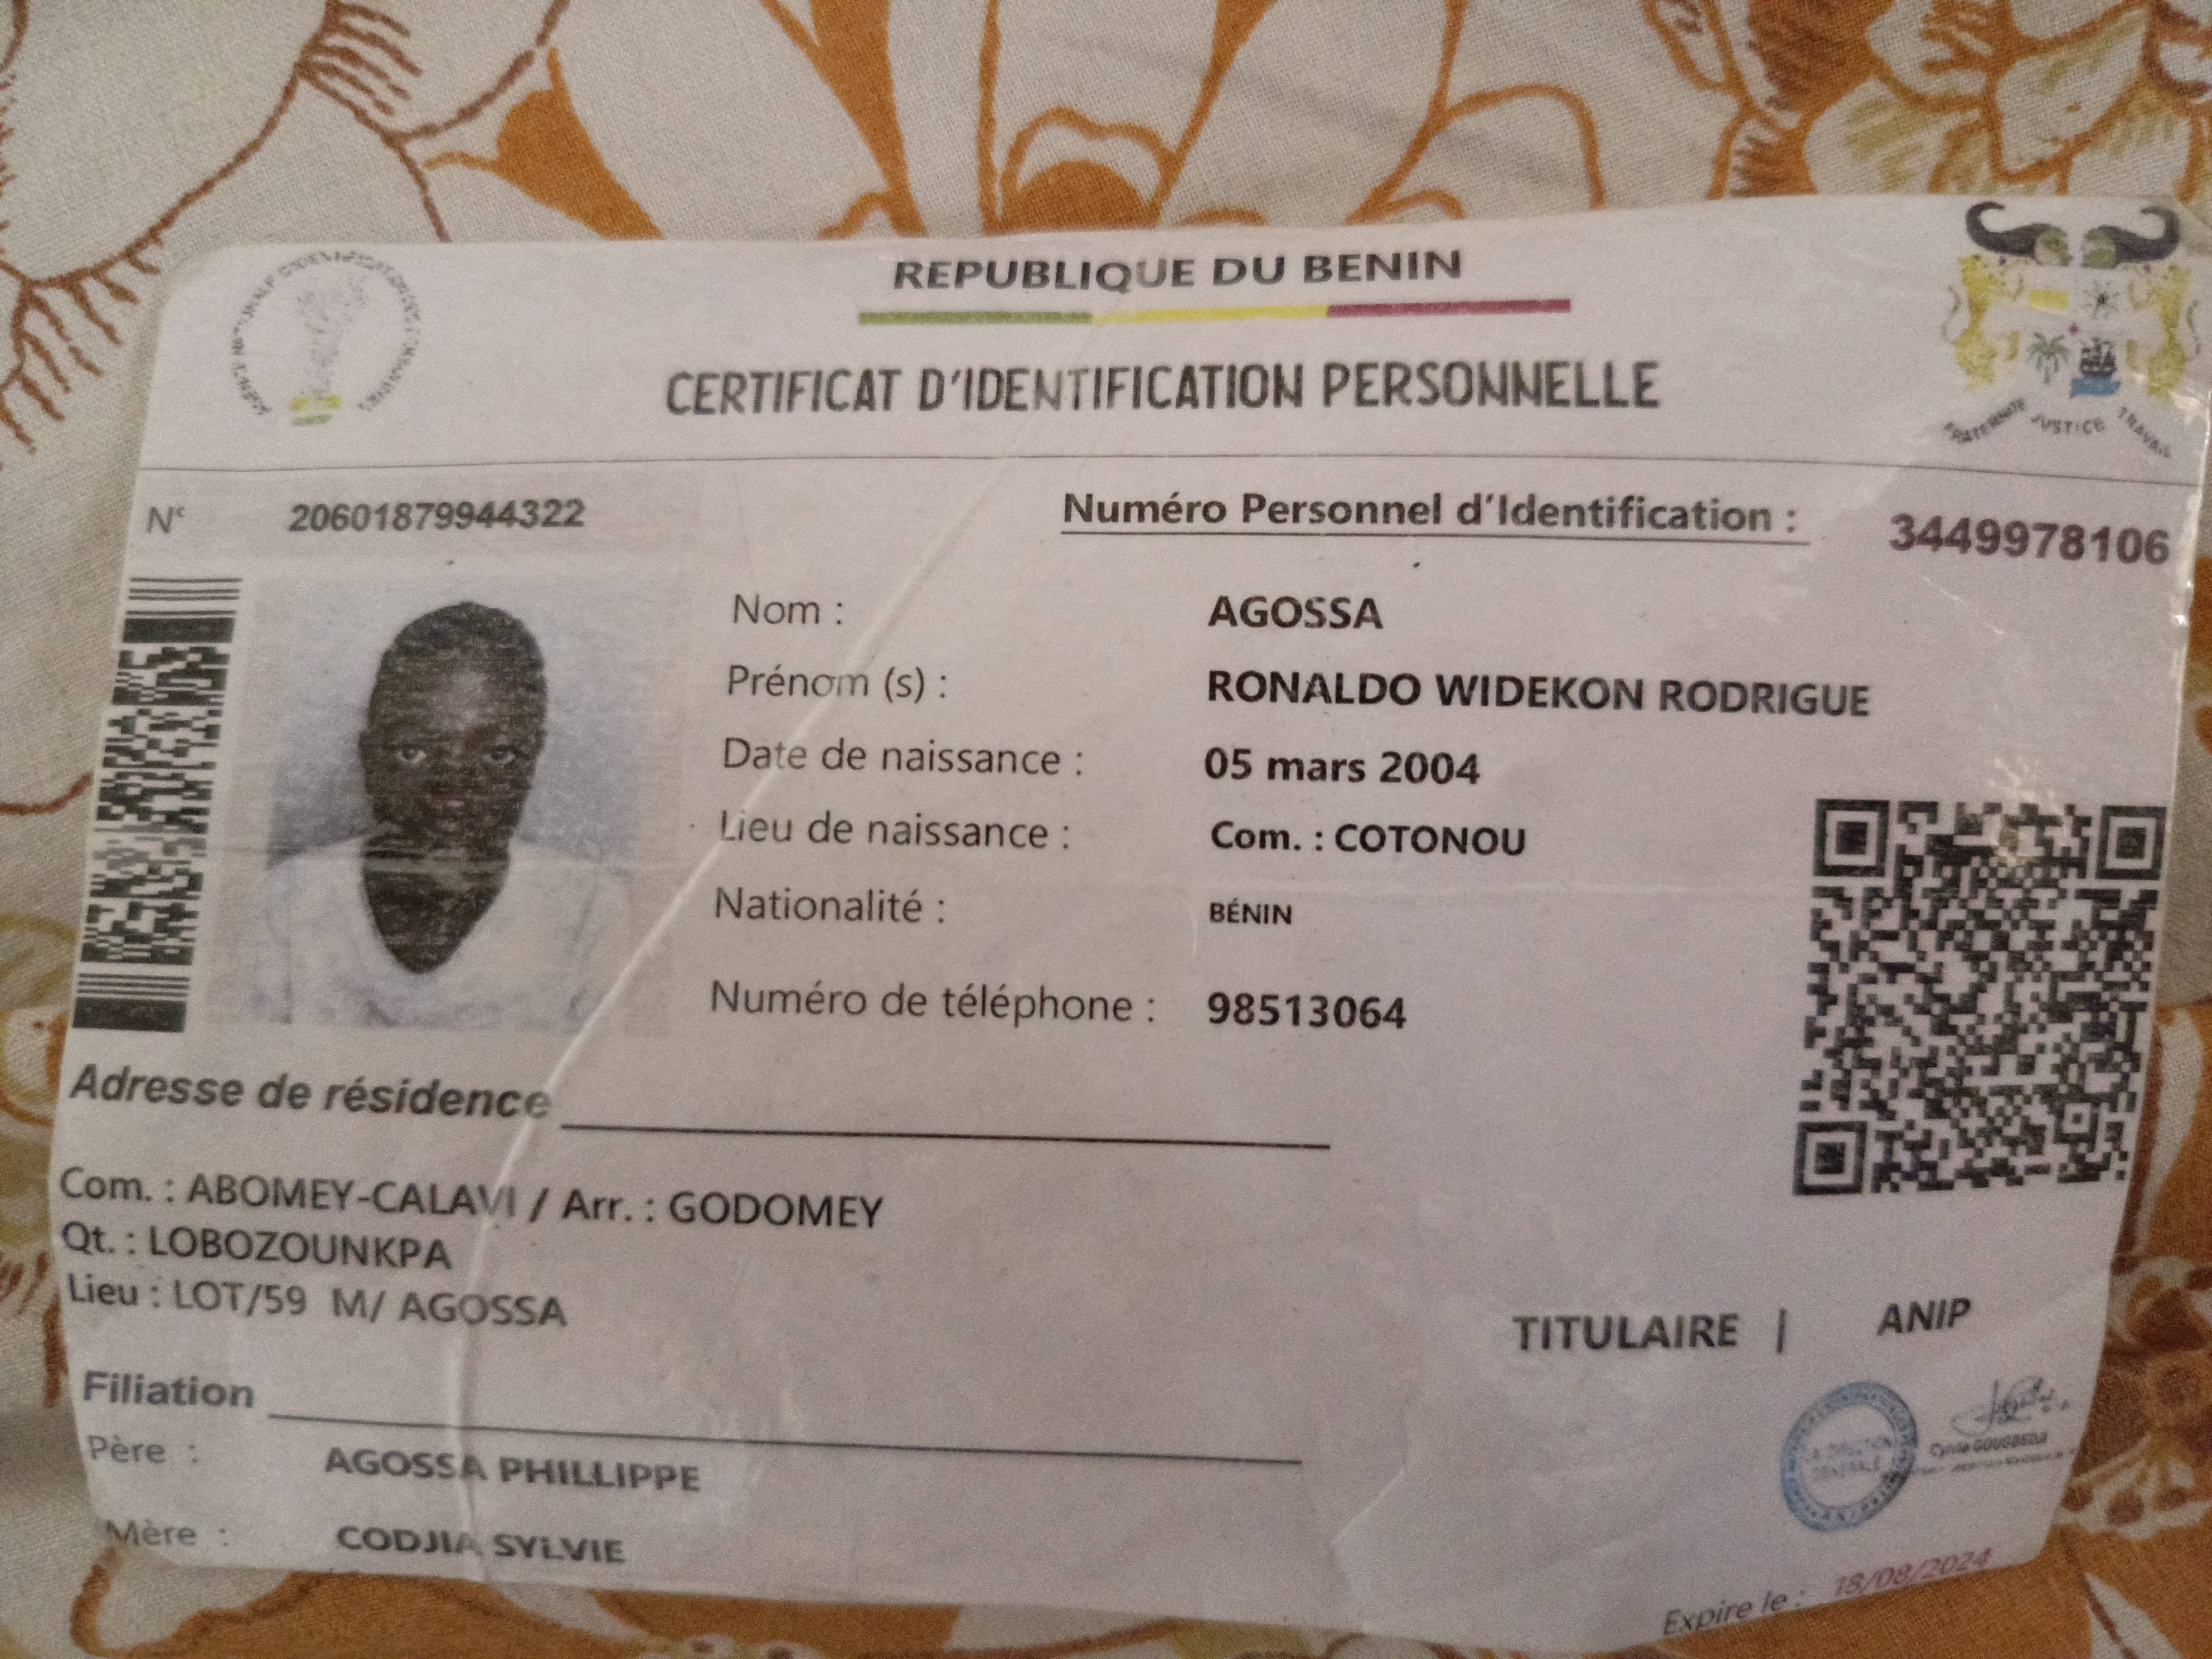 REPUBLIQUE DU BENIN
CERTIFICAT D'IDENTIFICATION PERSONNELLE
FRATERNITE JUSTICE TRAVAIL
N° 20601879944322
Numéro Personnel d'Identification : 3449978106
Nom : AGOSSA
Prénom (s) : RONALDO WIDEKON RODRIGUE
Date de naissance : 05 mars 2004
Lieu de naissance : Com. : COTONOU
Nationalité : BÉNIN
Numéro de téléphone : 98513064
Adresse de résidence
Com. : ABOMEY-CALAVI / Arr. : GODOMEY
Qt. : LOBOZOUNKPA
Lieu : LOT/59 M/ AGOSSA
Filiation
Père : AGOSSA PHILLIPPE
Mère : CODJIA SYLVIE
TITULAIRE | ANIP
LA DIRECTION
GENERALE
GOUGBEDJI
Expire le : 18/08/2024